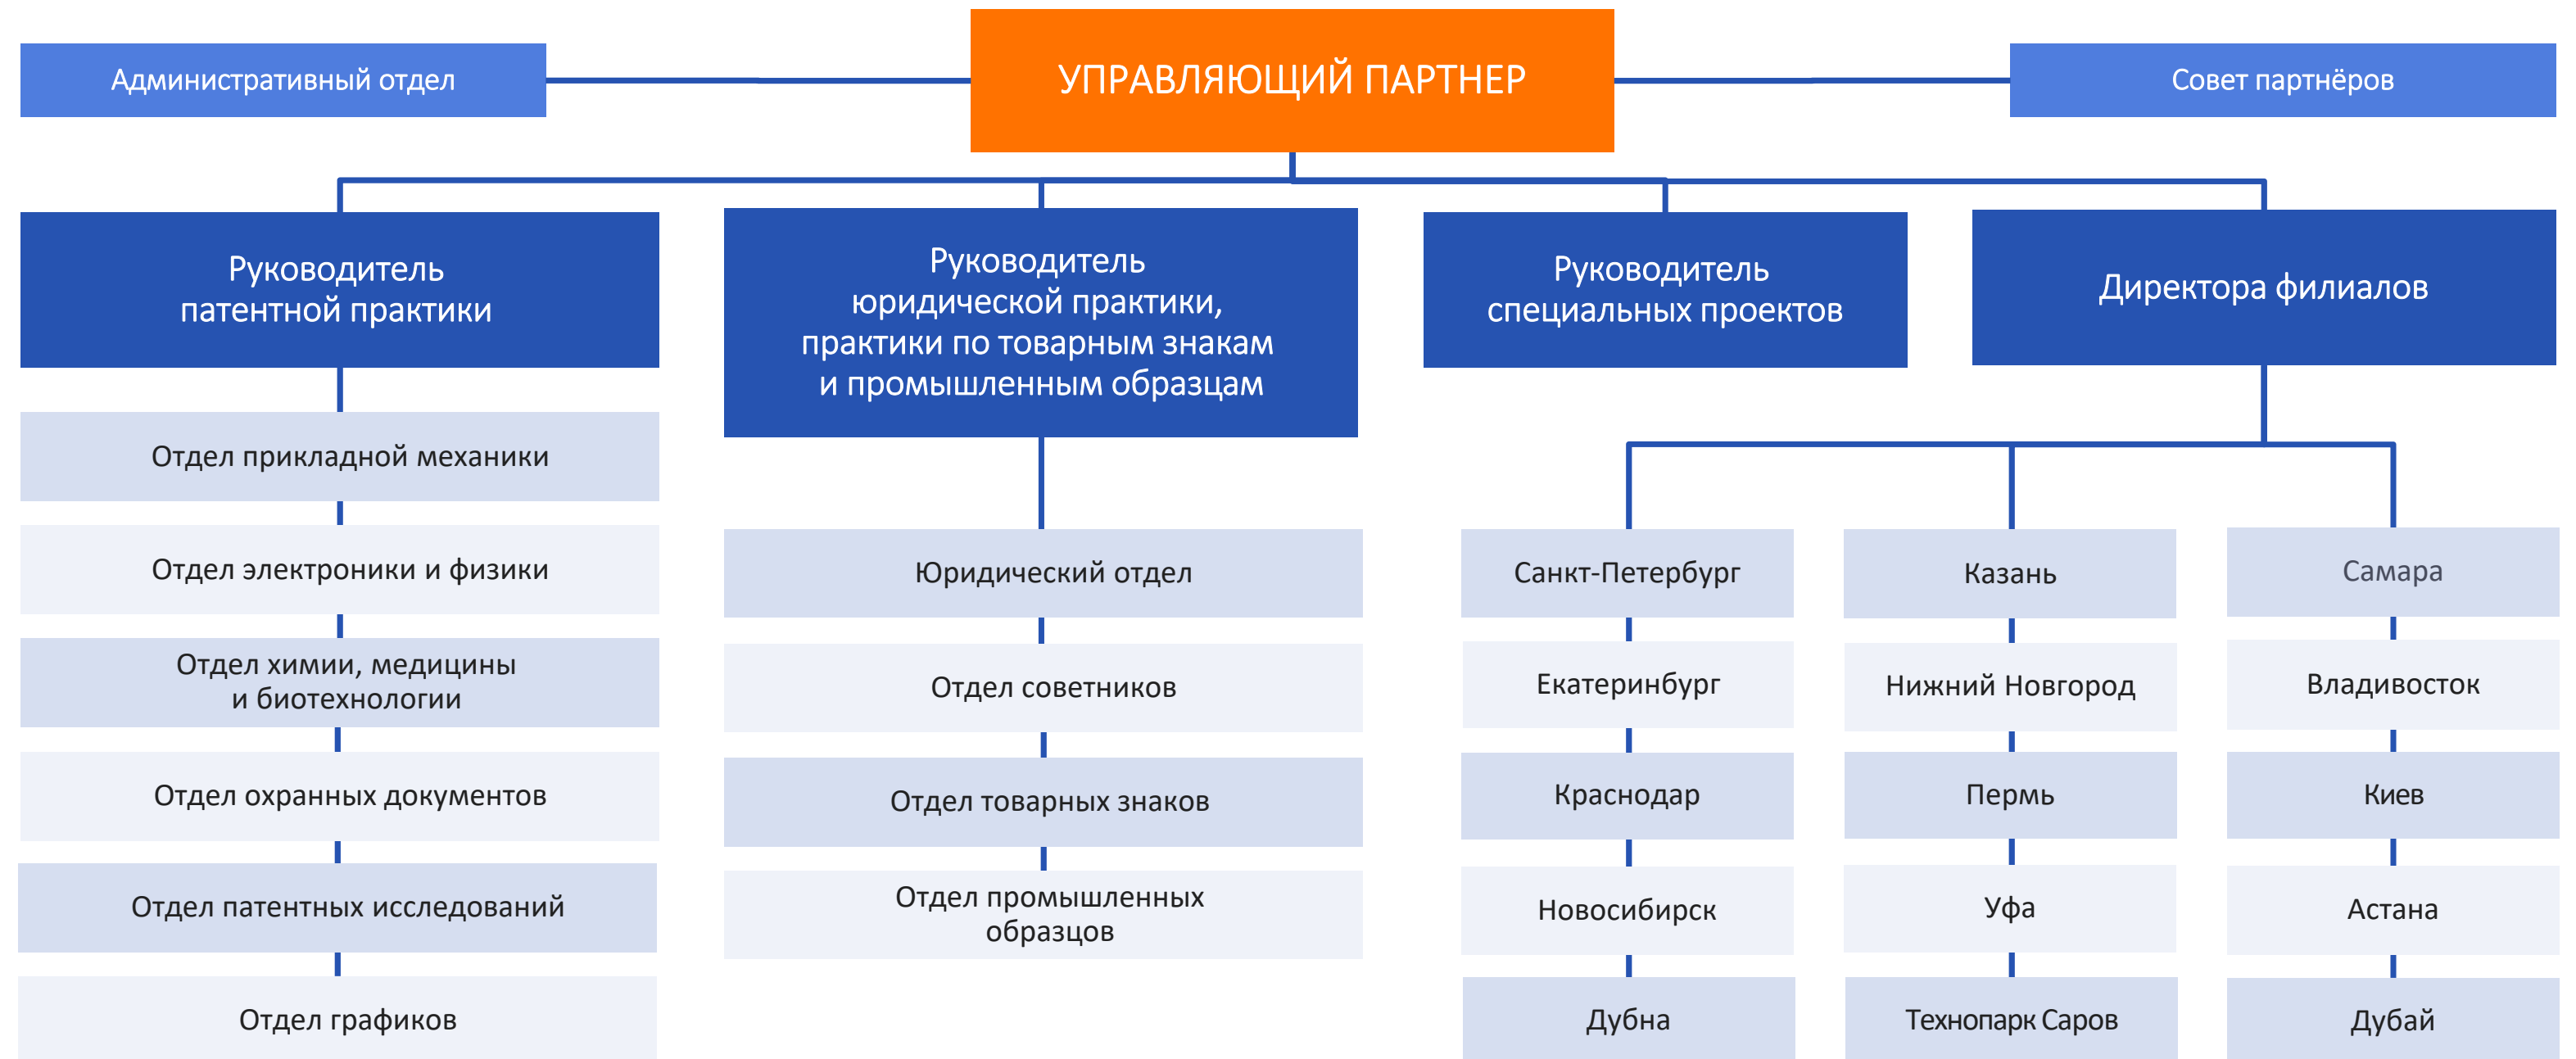 Административный отдел
УПРАВЛЯЮЩИЙ ПАРТНЕР
Совет партнёров
Руководитель
патентной практики
Руководитель
юридической практики,
практики по товарным знакам
и промышленным образцам
Руководитель
специальных проектов
Директора филиалов
Отдел прикладной механики
Отдел электроники и физики
Отдел химии, медицины
и биотехнологии
Отдел охранных документов
Отдел патентных исследований
Отдел графиков
Юридический отдел
Отдел советников
Отдел товарных знаков
Отдел промышленных
образцов
Санкт-Петербург
Екатеринбург
Краснодар
Новосибирск
Дубна
Казань
Нижний Новгород
Пермь
Уфа
Технопарк Саров
Самара
Владивосток
Киев
Астана
Дубай